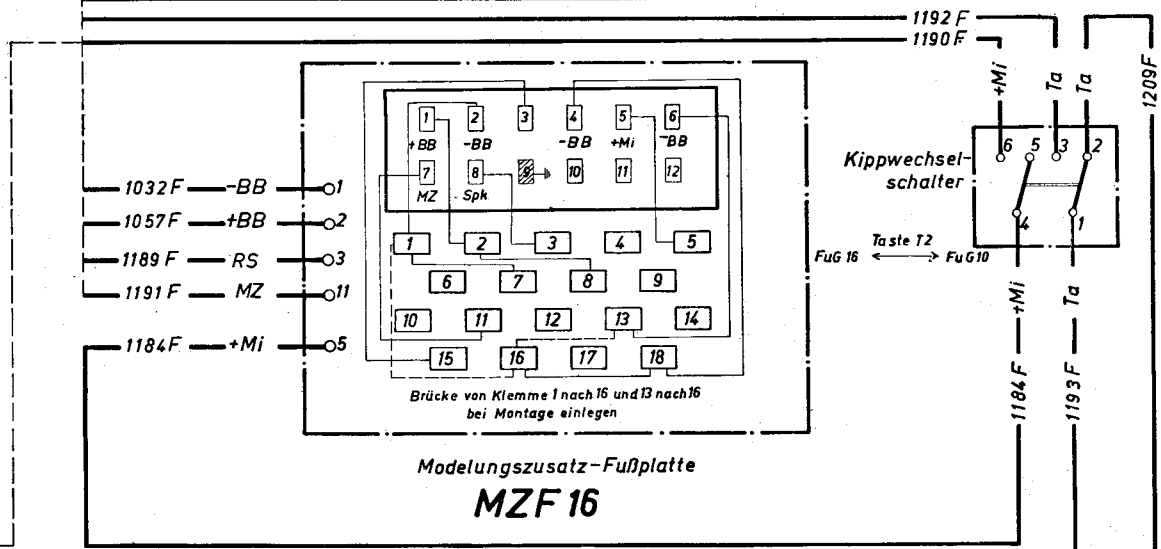 1192 F
1190 F
+Mi
Ta
Ta
1209F
1 2 3 4 5 6
+BB -BB -BB +Mi -BB
7 8 9 10 11 12
MZ Spk
6 5 3 2
Kippwechsel-
schalter
4 1
Taste T2
FuG 16 FuG10
1032 F -BB 1
1057 F +BB 2
1189 F RS 3
1191 F MZ 11
1184 F +Mi 5
1 2 3 4 5
6 7 8 9
10 11 12 13 14
15 16 17 18
Brücke von Klemme 1 nach 16 und 13 nach 16
bei Montage einlegen
+Mi
Ta
1184 F
1193 F
Modelungszusatz-Fußplatte
MZF 16